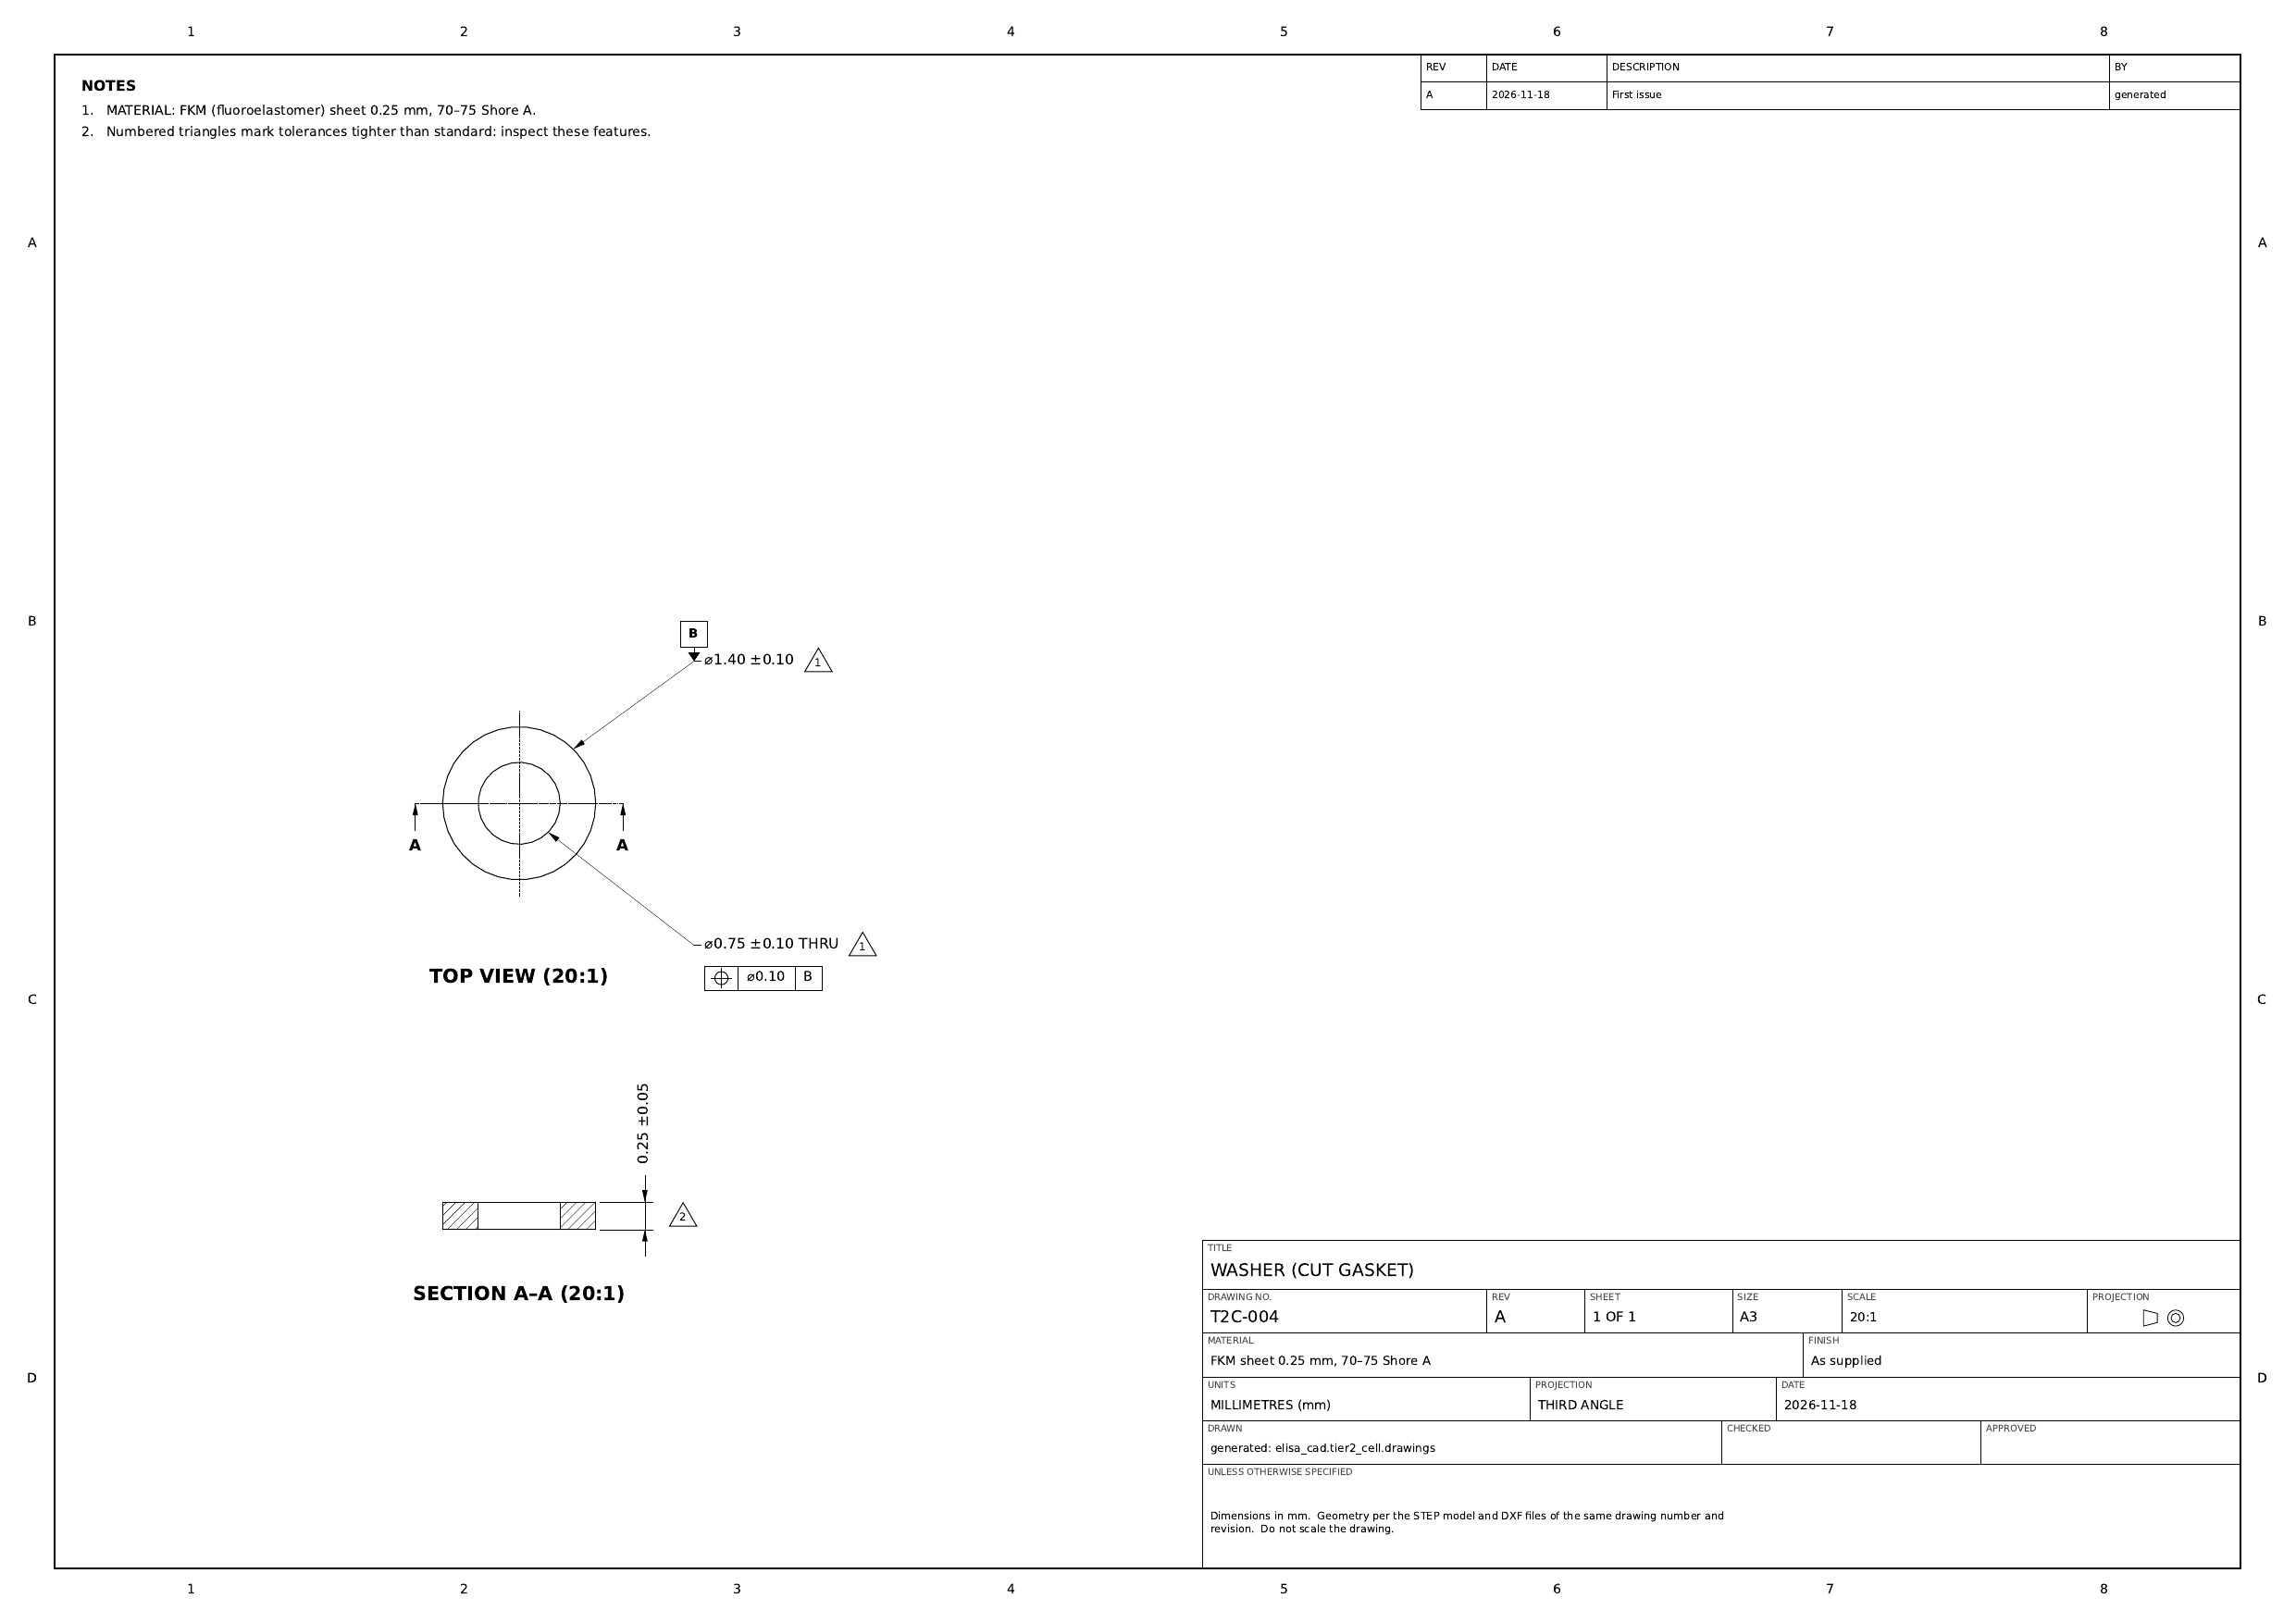 1 2 3 4 5 6 7 8
NOTES
1. MATERIAL: FKM (fluoroelastomer) sheet 0.25 mm, 70–75 Shore A.
2. Numbered triangles mark tolerances tighter than standard: inspect these features.
REV DATE DESCRIPTION BY
A 2026-11-18 First issue generated
A A
B B
B
⌀1.40 ±0.10 1
A A
⌀0.75 ±0.10 THRU 1
TOP VIEW (20:1)
⌖ ⌀0.10 B
C C
0.25 ±0.05
2
SECTION A–A (20:1)
TITLE
WASHER (CUT GASKET)
DRAWING NO. REV SHEET SIZE SCALE PROJECTION
T2C-004 A 1 OF 1 A3 20:1
MATERIAL FINISH
FKM sheet 0.25 mm, 70–75 Shore A As supplied
D D
UNITS PROJECTION DATE
MILLIMETRES (mm) THIRD ANGLE 2026-11-18
DRAWN CHECKED APPROVED
generated: elisa_cad.tier2_cell.drawings
UNLESS OTHERWISE SPECIFIED
Dimensions in mm. Geometry per the STEP model and DXF files of the same drawing number and
revision. Do not scale the drawing.
1 2 3 4 5 6 7 8